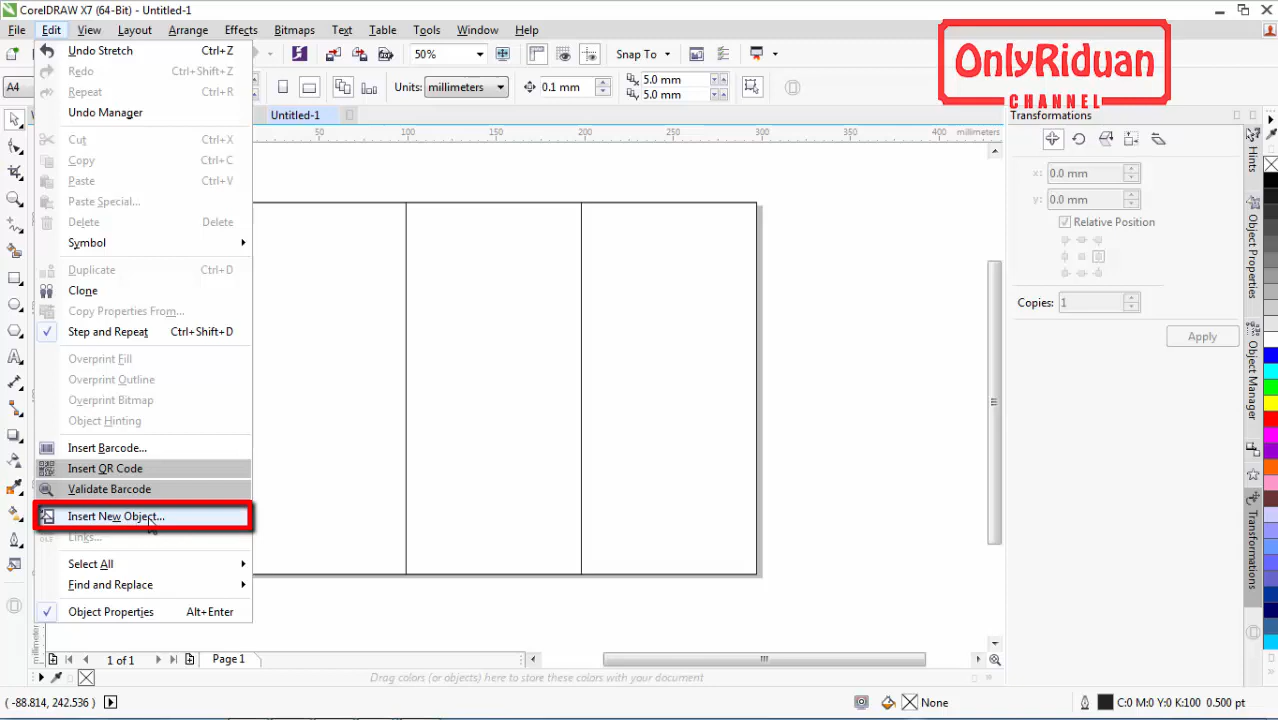 CorelDRAW X7 (64-Bit) - Untitled-1
File Edit View Layout Arrange Effects Bitmaps Text Table Tools Window Help
OnlyRiduan
CHANNEL
50% Snap To
A4 Units: millimeters 0.1 mm 5.0 mm
5.0 mm
Undo Stretch Ctrl+Z
Redo Ctrl+Shift+Z
Repeat Ctrl+R
Undo Manager
Cut Ctrl+X
Copy Ctrl+C
Paste Ctrl+V
Paste Special...
Delete Delete
Symbol
Duplicate Ctrl+D
Clone
Copy Properties From...
Step and Repeat Ctrl+Shift+D
Overprint Fill
Overprint Outline
Overprint Bitmap
Object Hinting
Insert Barcode...
Insert QR Code
Validate Barcode
Insert New Object...
Links...
Select All
Find and Replace
Object Properties Alt+Enter
Untitled-1
50 100 150 200 250 300 350 400 millimeters
Transformations
x: 0.0 mm
y: 0.0 mm
Relative Position
Copies: 1
Apply
Hints
Object Properties
Object Manager
Transformations
1 of 1 Page 1
Drag colors (or objects) here to store these colors with your document
( -88.814, 242.536 ) None C:0 M:0 Y:0 K:100 0.500 pt